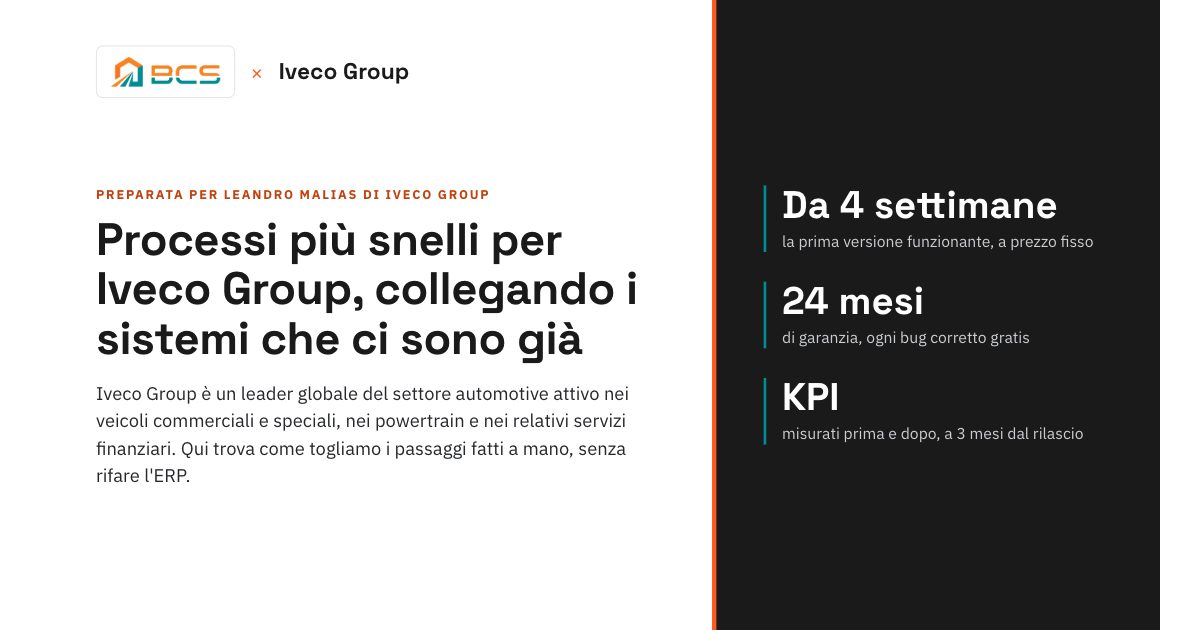 BCS × Iveco Group
PREPARATA PER LEANDRO MALIAS DI IVECO GROUP
Processi più snelli per
Iveco Group, collegando i
sistemi che ci sono già
Iveco Group è un leader globale del settore automotive attivo nei
veicoli commerciali e speciali, nei powertrain e nei relativi servizi
finanziari. Qui trova come togliamo i passaggi fatti a mano, senza
rifare l'ERP.
Da 4 settimane
la prima versione funzionante, a prezzo fisso
24 mesi
di garanzia, ogni bug corretto gratis
KPI
misurati prima e dopo, a 3 mesi dal rilascio